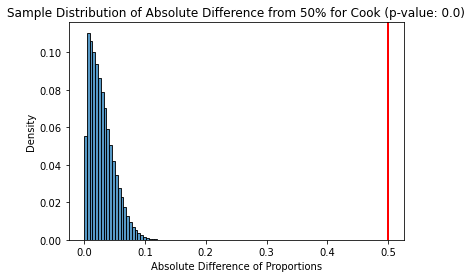 Sample Distribution of Absolute Difference from 50% for Cook (p-value: 0.0)
0.10
0.08
0.06
0.04
0.02
0.00
Density
0.0 0.1 0.2 0.3 0.4 0.5
Absolute Difference of Proportions